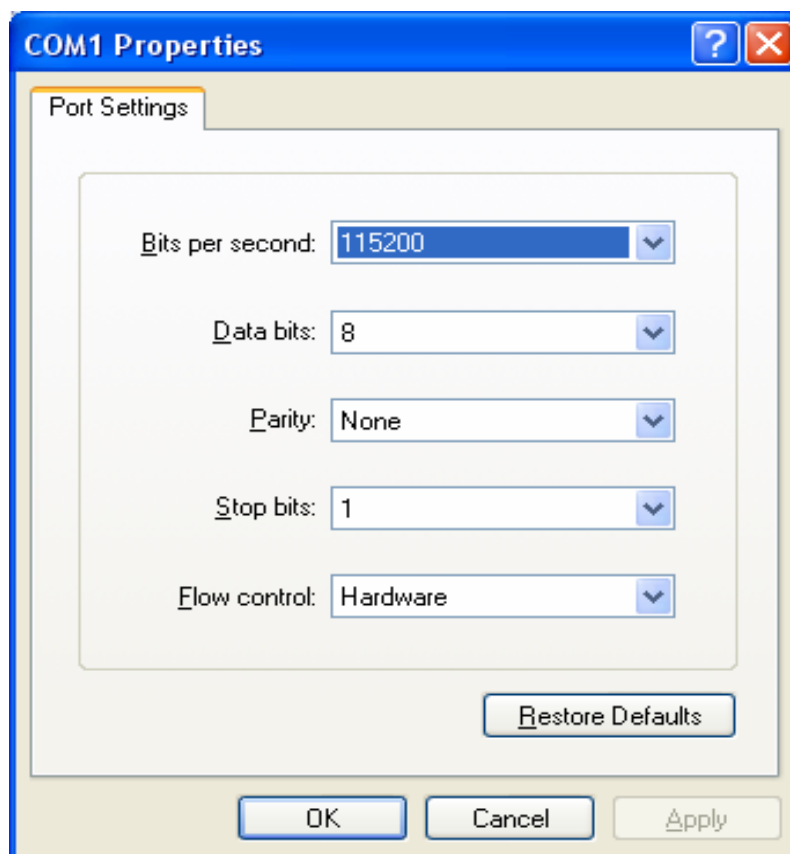 COM1 Properties
Port Settings
Bits per second: 115200
Data bits: 8
Parity: None
Stop bits: 1
Flow control: Hardware
Restore Defaults
OK Cancel Apply